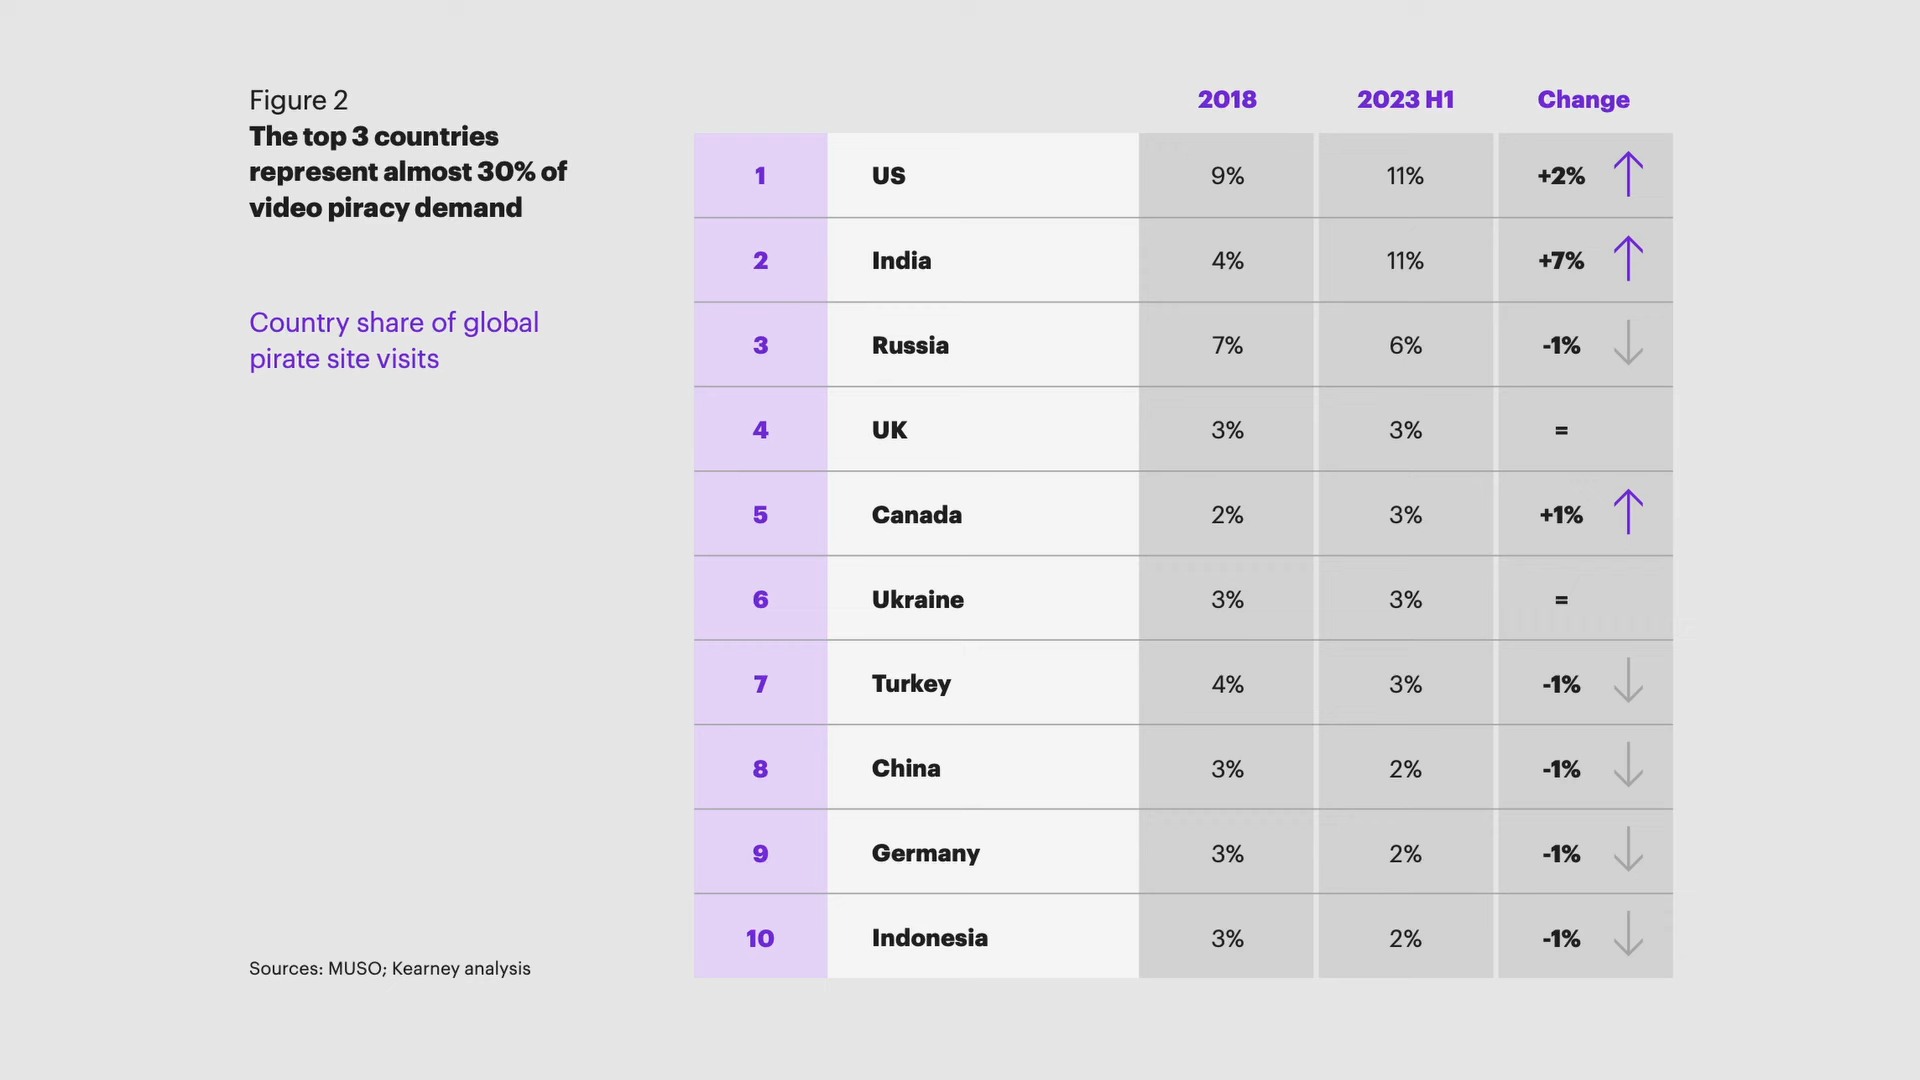 Figure 2
The top 3 countries
represent almost 30% of
video piracy demand
Country share of global
pirate site visits
2018 2023 H1 Change
1 US 9% 11% +2% ↑
2 India 4% 11% +7% ↑
3 Russia 7% 6% -1% ↓
4 UK 3% 3% =
5 Canada 2% 3% +1% ↑
6 Ukraine 3% 3% =
7 Turkey 4% 3% -1% ↓
8 China 3% 2% -1% ↓
9 Germany 3% 2% -1% ↓
10 Indonesia 3% 2% -1% ↓
Sources: MUSO; Kearney analysis